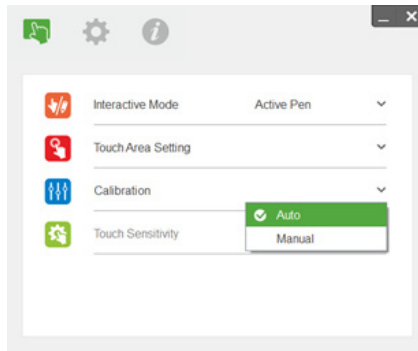 Interactive Mode Active Pen
Touch Area Setting
Calibration
Auto
Touch Sensitivity
Manual